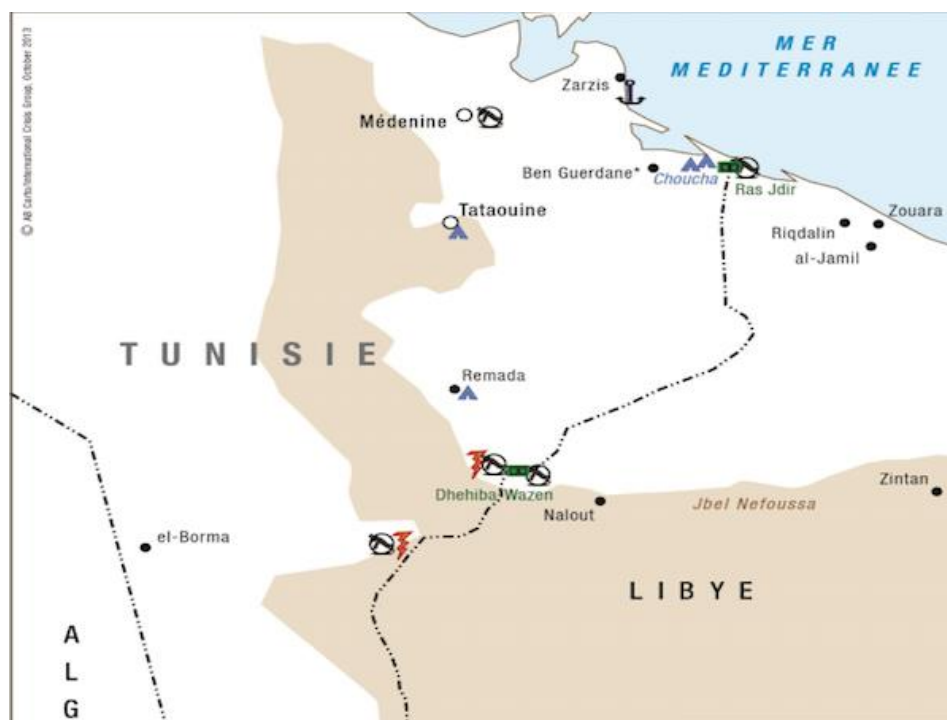 © AB Carto/International Crisis Group, October 2013
MER
MEDITERRANEE
Zarzis
Médenine
Ben Guerdane*
Choucha
Ras Jdir
Tataouine
Zouara
Riqdalin
al-Jamil
TUNISIE
Remada
Dhehiba
Wazen
Zintan
Nalout
Jbel Nefoussa
el-Borma
LIBYE
A
L
G